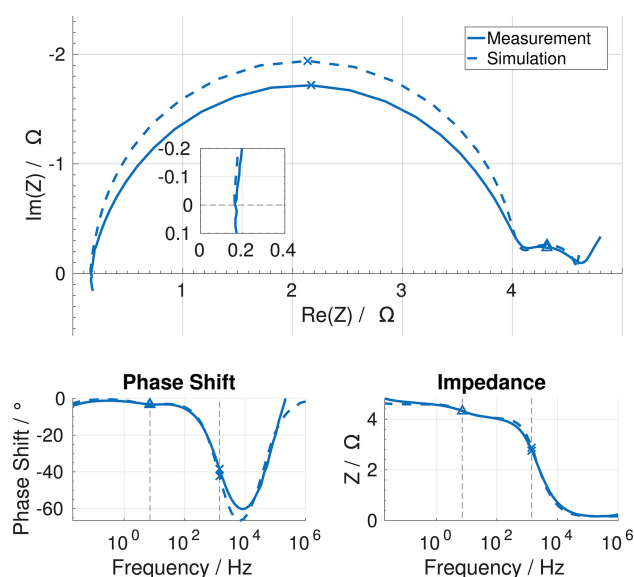 Measurement
Simulation
-2
-1
0
Im(Z) / Ω
-0.2
-0.1
0
0.1
0 0.2 0.4
1 2 3 4
Re(Z) / Ω
Phase Shift
0
-20
-40
-60
Phase Shift / °
10^0 10^2 10^4 10^6
Frequency / Hz
Impedance
4
2
0
Z / Ω
10^0 10^2 10^4 10^6
Frequency / Hz